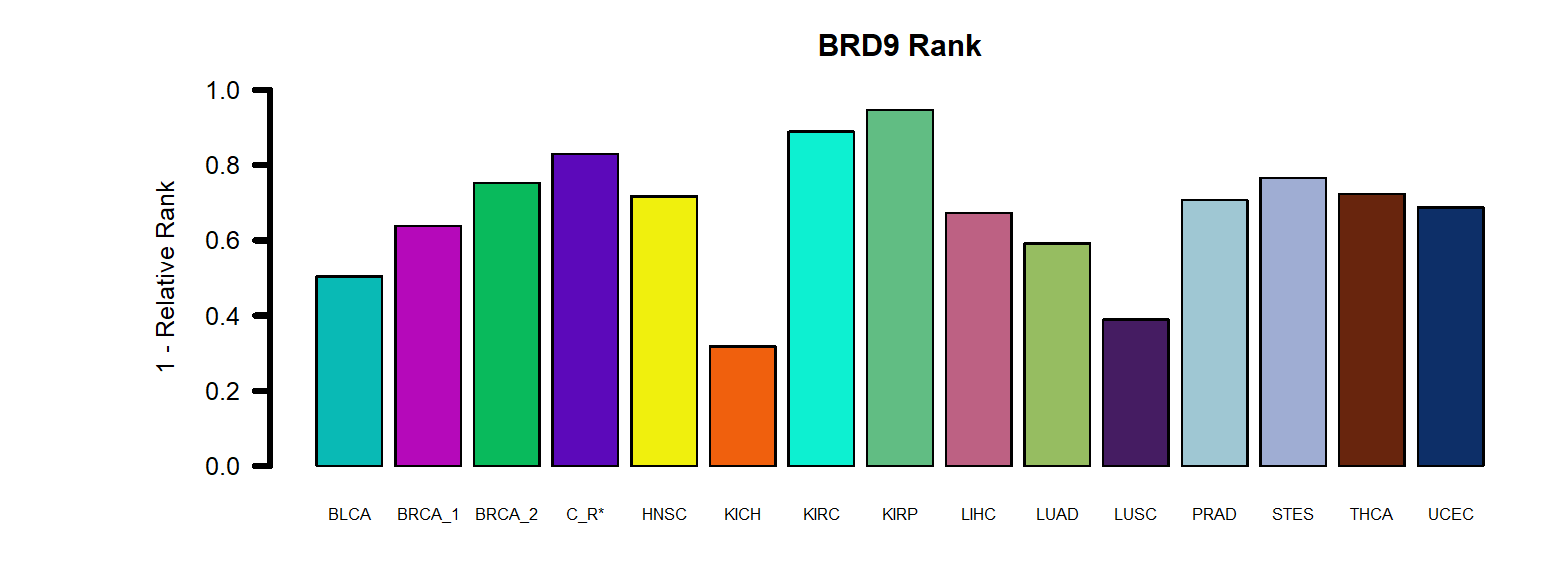 BRD9 Rank
1 - Relative Rank
1.0
0.8
0.6
0.4
0.2
0.0
BLCA BRCA_1 BRCA_2 C_R* HNSC KICH KIRC KIRP LIHC LUAD LUSC PRAD STES THCA UCEC